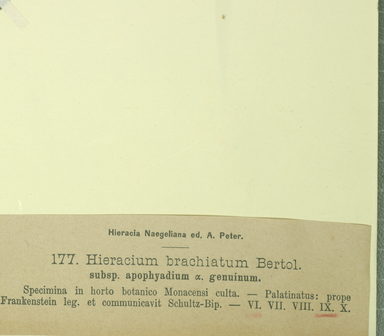 Hieracia Naegeliana ed. A. Peter.
177. Hieracium brachiatum Bertol.
subsp. apophyadium α. genuinum.
Specimina in horto botanico Monacensi culta. — Palatinatus: prope
Frankenstein leg. et communicavit Schultz-Bip. — VI. VII. VIII. IX. X.